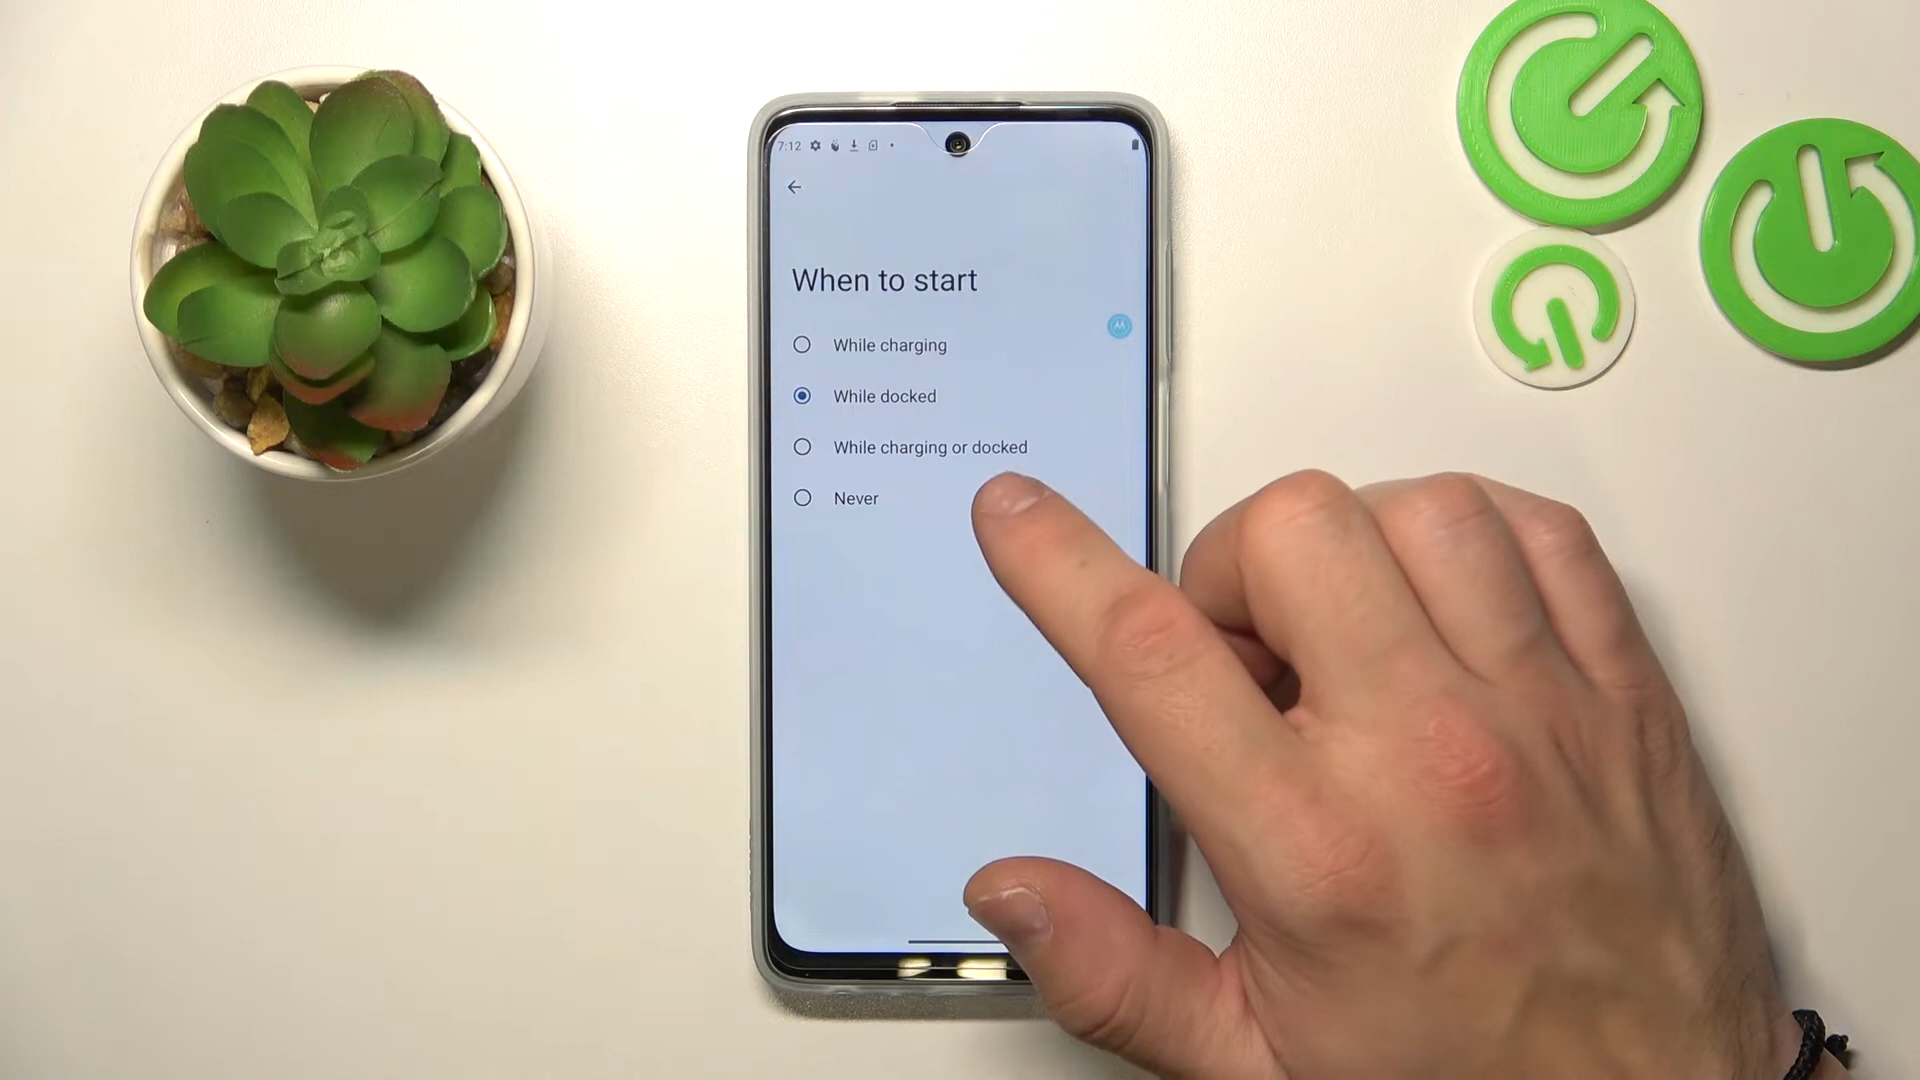 7:12
When to start
While charging
While docked
While charging or docked
Never